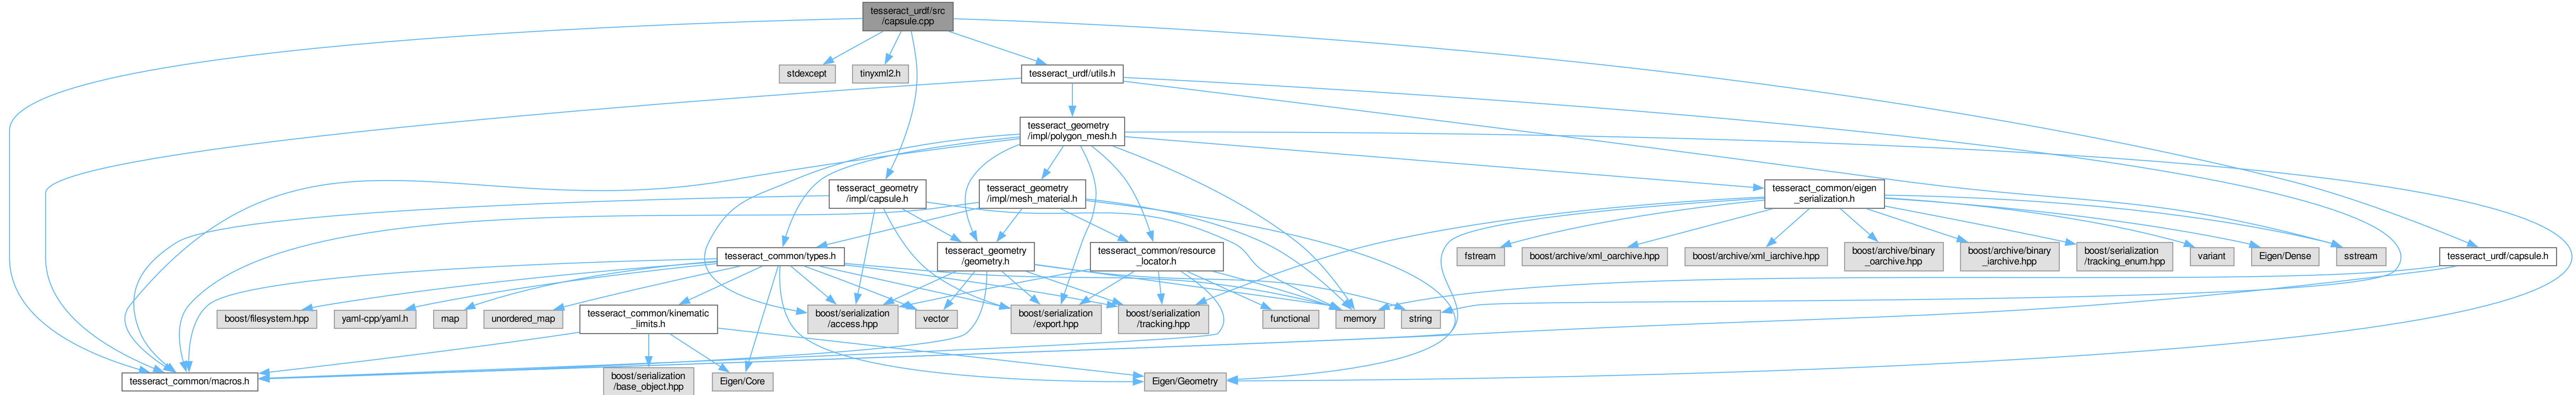 tesseract_urdf/src
/capsule.cpp
stdexcept
tinyxml2.h
tesseract_urdf/utils.h
tesseract_geometry
/impl/polygon_mesh.h
tesseract_geometry
/impl/capsule.h
tesseract_geometry
/impl/mesh_material.h
tesseract_common/eigen
_serialization.h
tesseract_common/types.h
tesseract_geometry
/geometry.h
tesseract_common/resource
_locator.h
fstream
boost/archive/xml_oarchive.hpp
boost/archive/xml_iarchive.hpp
boost/archive/binary
_oarchive.hpp
boost/archive/binary
_iarchive.hpp
boost/serialization
/tracking_enum.hpp
variant
Eigen/Dense
sstream
tesseract_urdf/capsule.h
boost/filesystem.hpp
yaml-cpp/yaml.h
map
unordered_map
tesseract_common/kinematic
_limits.h
boost/serialization
/access.hpp
vector
boost/serialization
/export.hpp
boost/serialization
/tracking.hpp
functional
memory
string
tesseract_common/macros.h
boost/serialization
/base_object.hpp
Eigen/Core
Eigen/Geometry